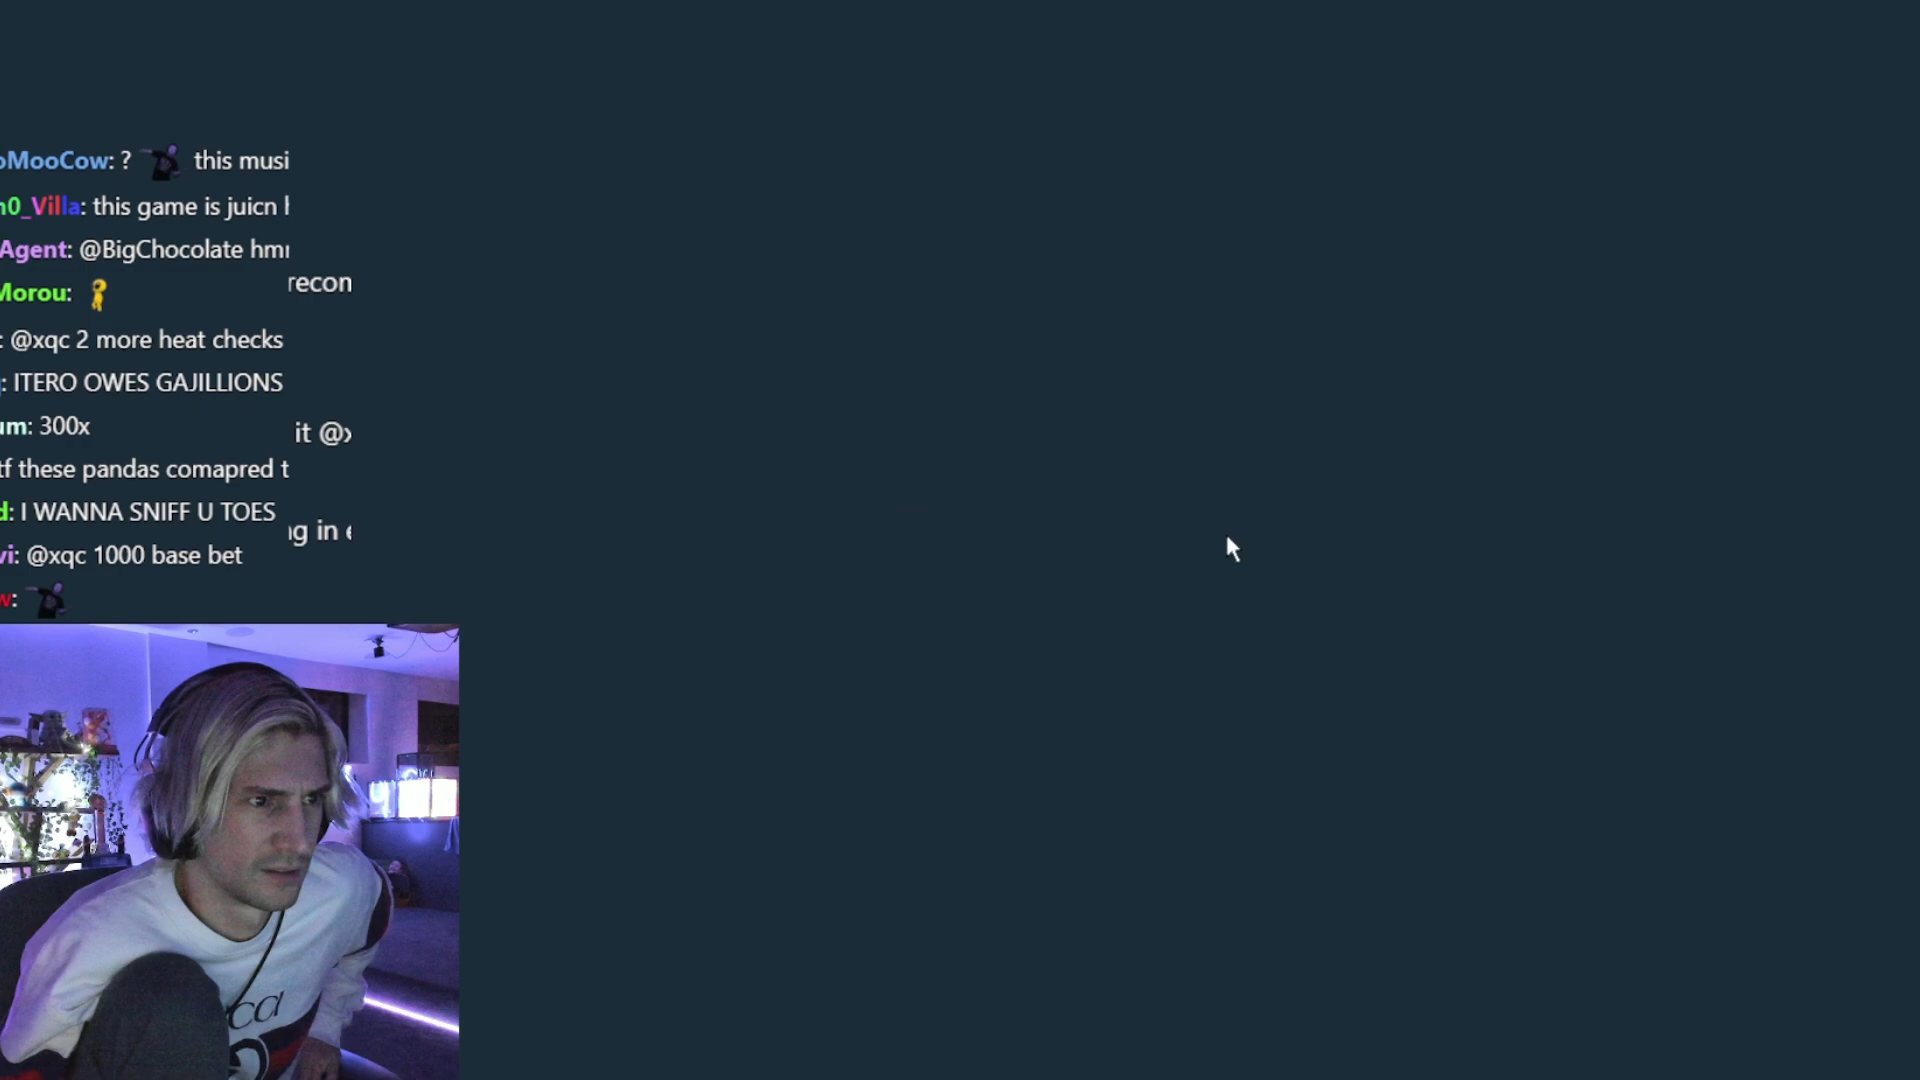 oMooCow: ? this musi
n0_Villa: this game is juicn
Agent: @BigChocolate hm
recon
Morou:
: @xqc 2 more heat checks
: ITERO OWES GAJILLIONS
um: 300x
it @x
tf these pandas comapred t
d: I WANNA SNIFF U TOES
ng in
vi: @xqc 1000 base bet
w: